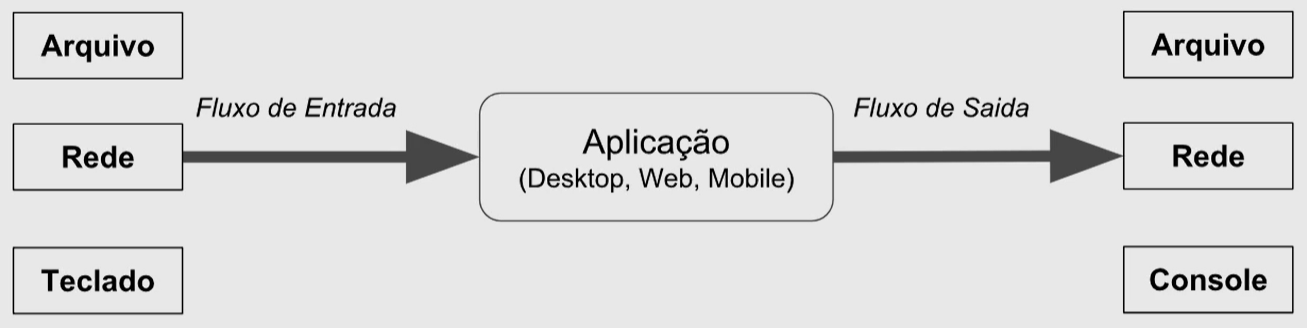 Arquivo
Rede
Teclado
Fluxo de Entrada
Aplicação
(Desktop, Web, Mobile)
Fluxo de Saida
Arquivo
Rede
Console